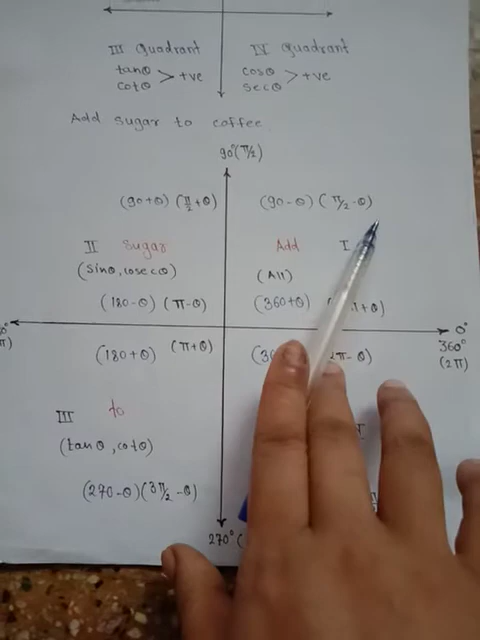 III Quadrant IV Quadrant
tanθ cotθ > +ve cosθ secθ > +ve
Add sugar to coffee
90°(π/2)
(90+θ) (π/2+θ) (90-θ) (π/2-θ)
II sugar Add I
(sinθ, cosecθ) (All)
(180-θ) (π-θ) (360+θ)
0°
360°
(2π)
(180+θ) (π+θ)
III to
(tanθ, cotθ)
(270-θ) (3π/2-θ)
270°